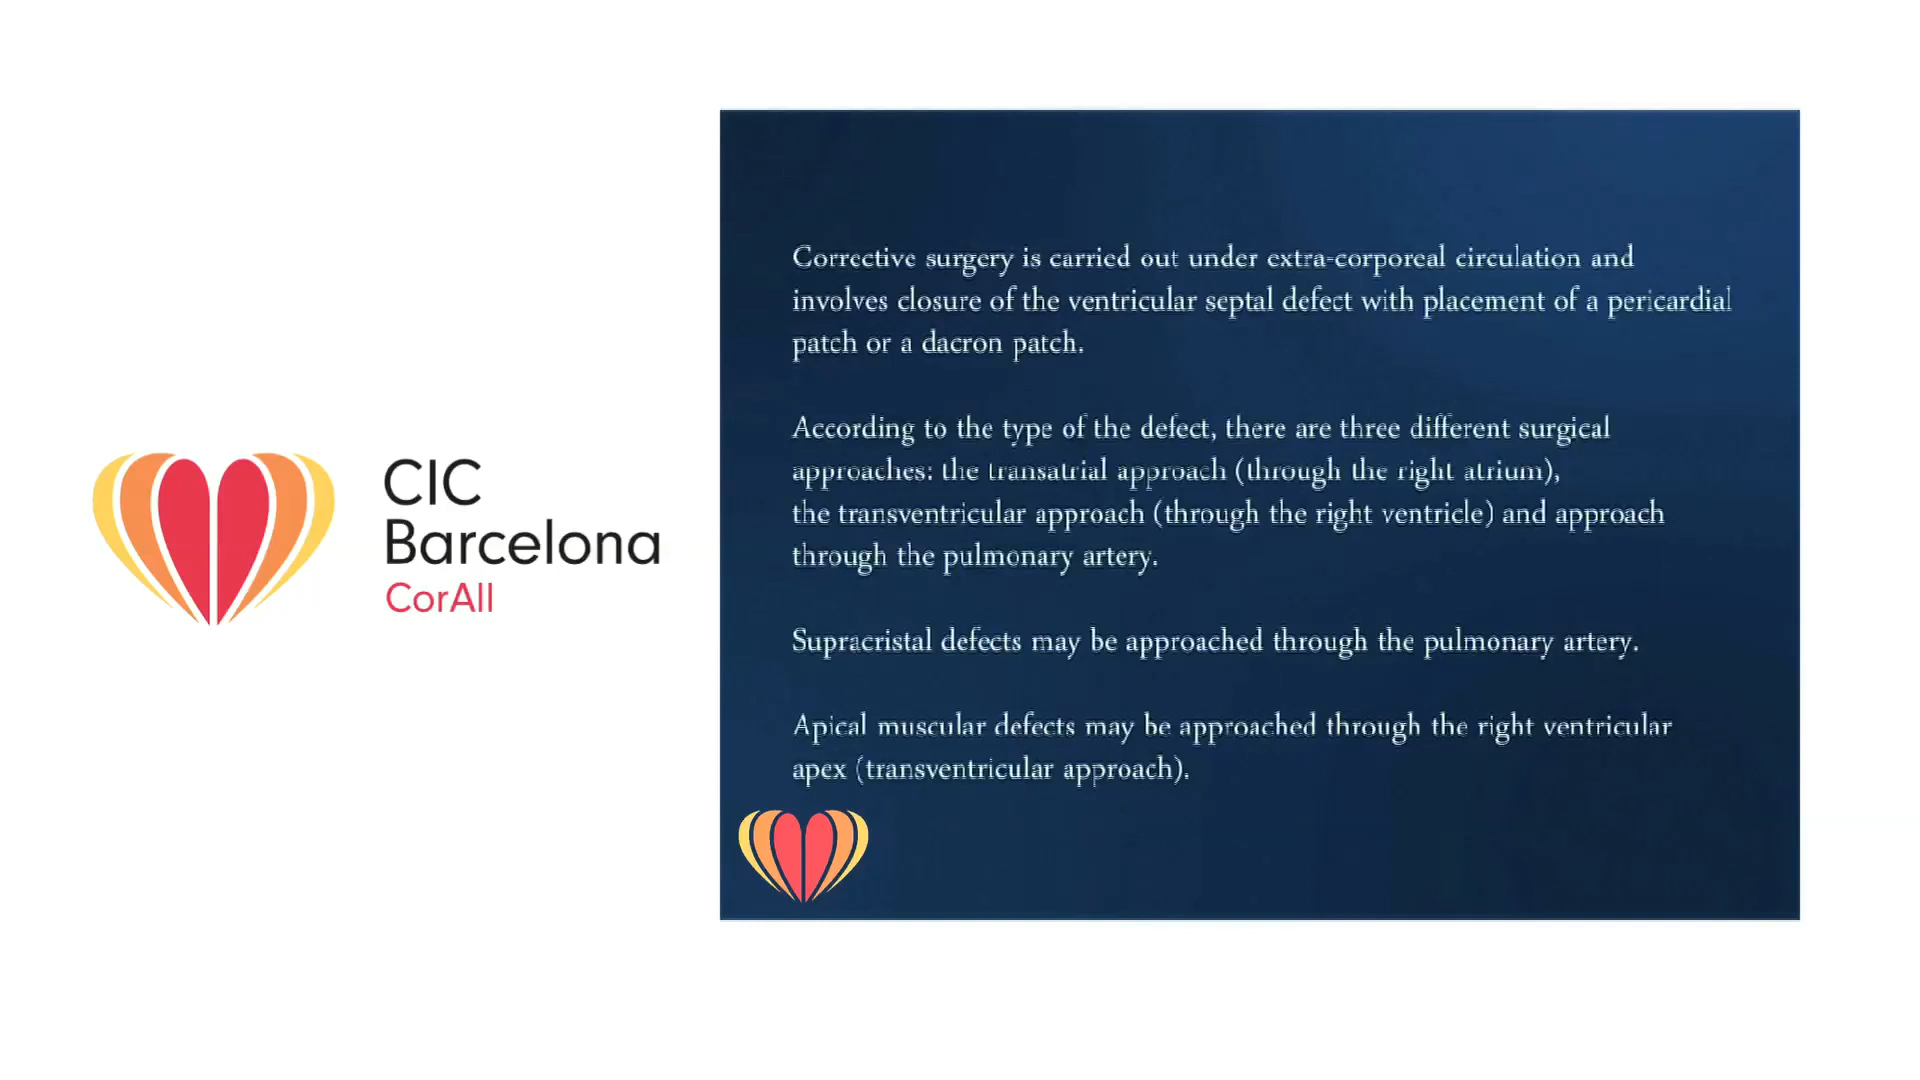 CIC
Barcelona
CorAll
Corrective surgery is carried out under extra-corporeal circulation and
involves closure of the ventricular septal defect with placement of a pericardial
patch or a dacron patch.
According to the type of the defect, there are three different surgical
approaches: the transatrial approach (through the right atrium),
the transventricular approach (through the right ventricle) and approach
through the pulmonary artery.
Supracristal defects may be approached through the pulmonary artery.
Apical muscular defects may be approached through the right ventricular
apex (transventricular approach).